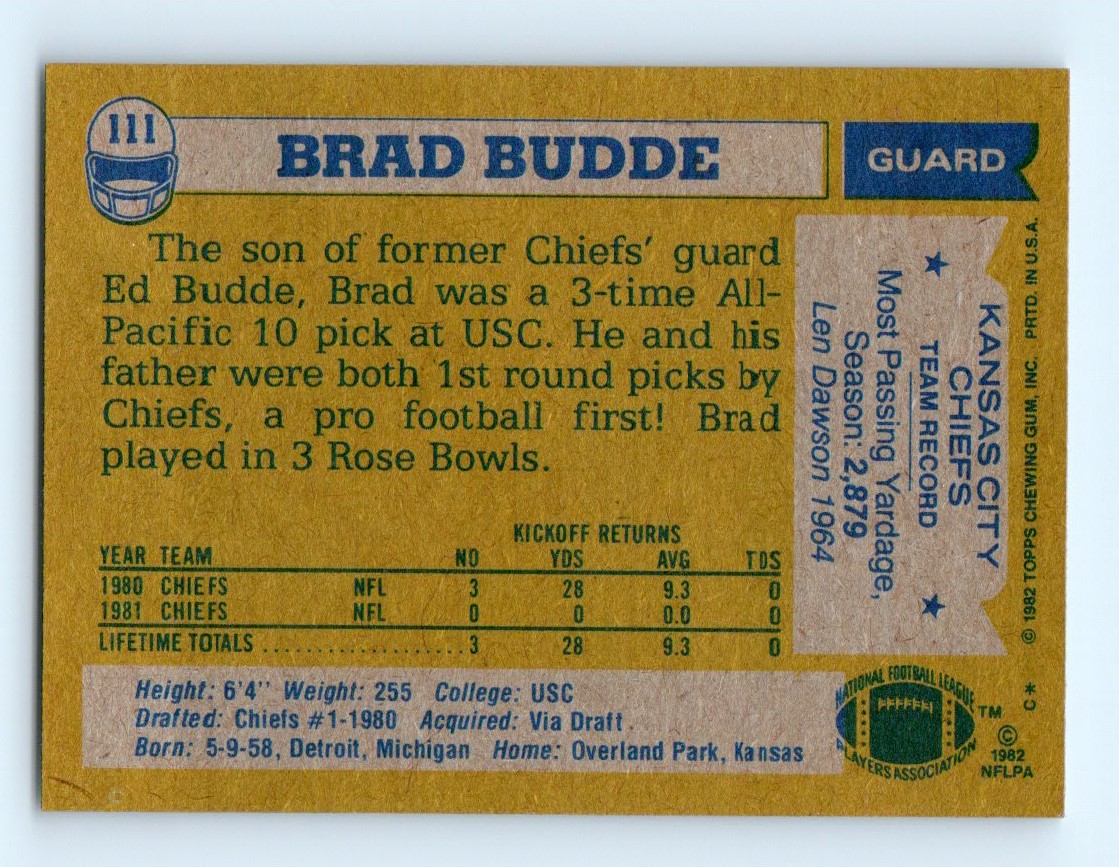 111
BRAD BUDDE
GUARD
The son of former Chiefs' guard
Ed Budde, Brad was a 3-time All-
Pacific 10 pick at USC. He and his
father were both 1st round picks by
Chiefs, a pro football first! Brad
played in 3 Rose Bowls.
KANSAS CITY
CHIEFS
TEAM RECORD
Most Passing Yardage,
Season: 2,879
Len Dawson 1964
© 1982 TOPPS CHEWING GUM, INC. PRTD. IN U.S.A.
KICKOFF RETURNS
YEAR TEAM NO YDS AVG TDS
1980 CHIEFS NFL 3 28 9.3 0
1981 CHIEFS NFL 0 0 0.0 0
LIFETIME TOTALS ..................... 3 28 9.3 0
Height: 6'4" Weight: 255 College: USC
Drafted: Chiefs #1-1980 Acquired: Via Draft
Born: 5-9-58, Detroit, Michigan Home: Overland Park, Kansas
NATIONAL FOOTBALL LEAGUE
PLAYERS ASSOCIATION
TM
©
1982
NFLPA
C *